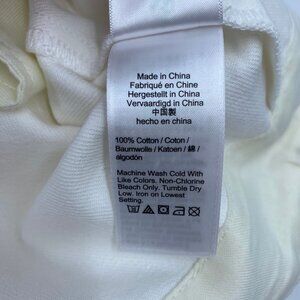 Made in China
Fabriqué en Chine
Hergestellt in China
Vervaardigd in China
中国製
hecho en china
100% Cotton / Coton /
Baumwolle / Katoen / 綿 /
algodón
Machine Wash Cold With
Like Colors. Non-Chlorine
Bleach Only. Tumble Dry
Low. Iron on Lowest
Setting.